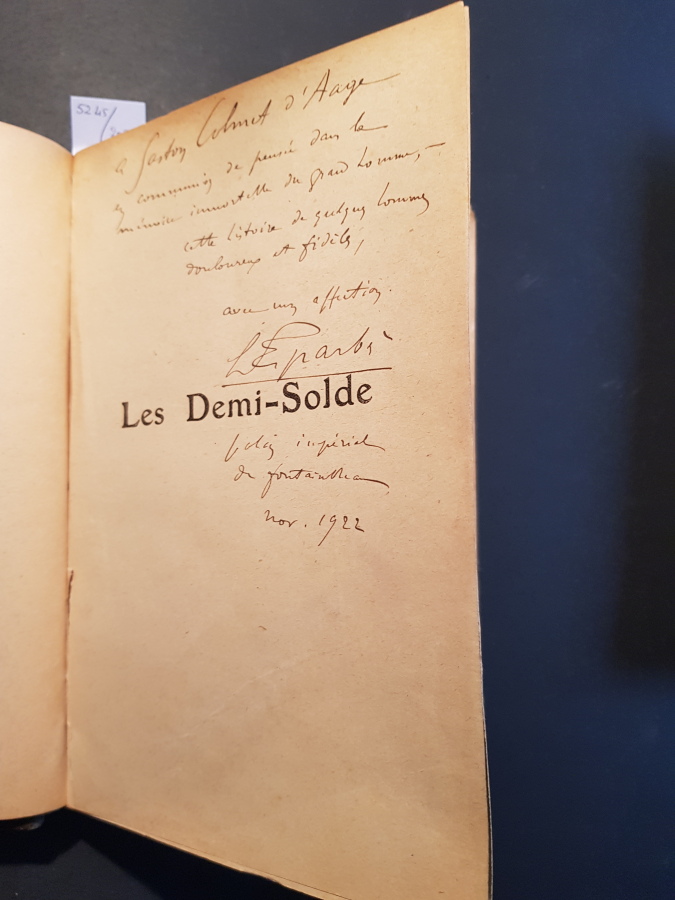 5245/
a Gaston Colmet d'Aage
en communion de pensée dans la
mémoire immortelle du grand homme, —
cette histoire de quelques hommes
douloureux et fidèles,
avec mon affection.
G d'Esparbès
Les Demi-Solde
palais impérial
de fontainebleau
nov. 1922